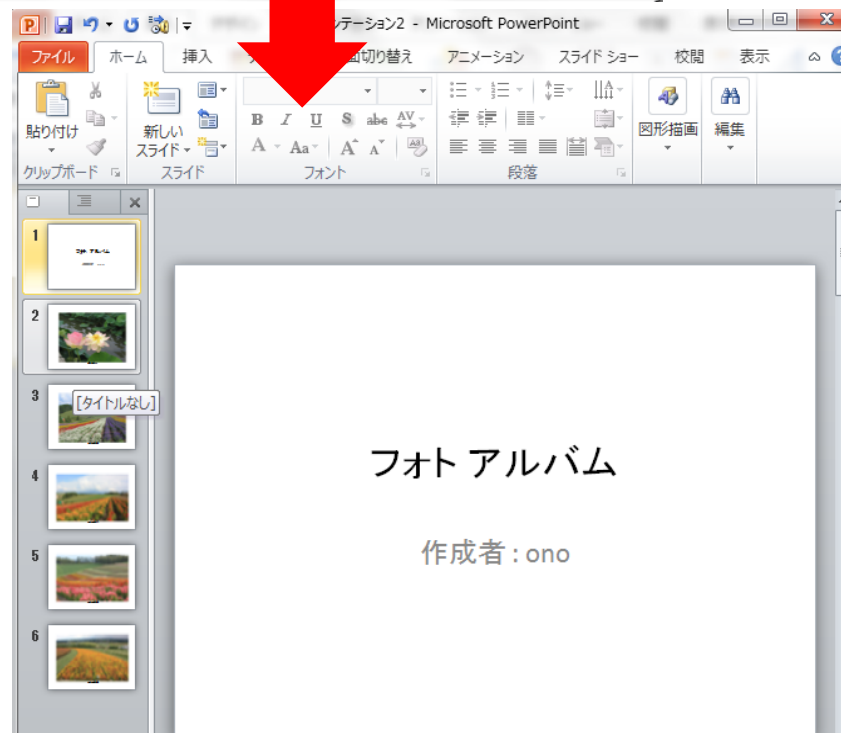 ンテーション2 - Microsoft PowerPoint
ファイル ホーム 挿入 切り替え アニメーション スライド ショー 校閲 表示
貼り付け 新しい スライド 図形描画 編集
B I U S abc AV
A Aa A A
クリップボード スライド フォント 段落
1
2
3 [タイトルなし]
4
5
6
フォト アルバム
作成者 : ono